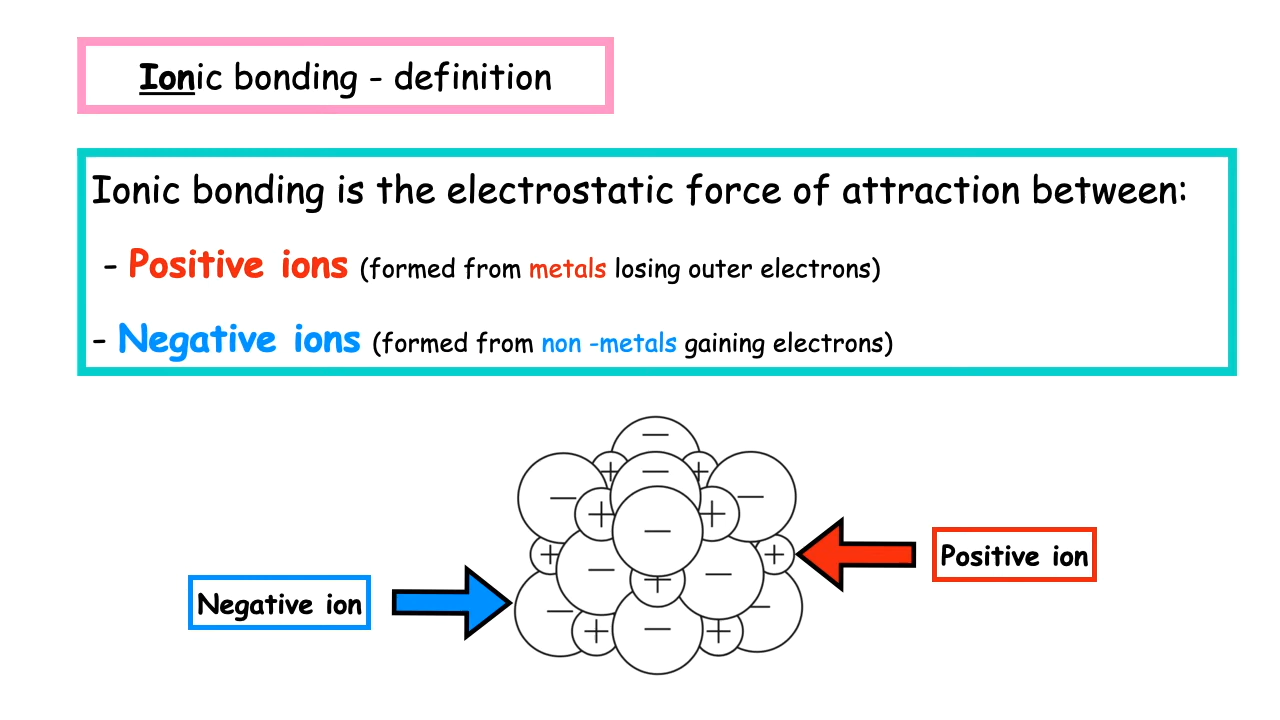 Ionic bonding - definition
Ionic bonding is the electrostatic force of attraction between:
- Positive ions (formed from metals losing outer electrons)
- Negative ions (formed from non -metals gaining electrons)
Positive ion
Negative ion